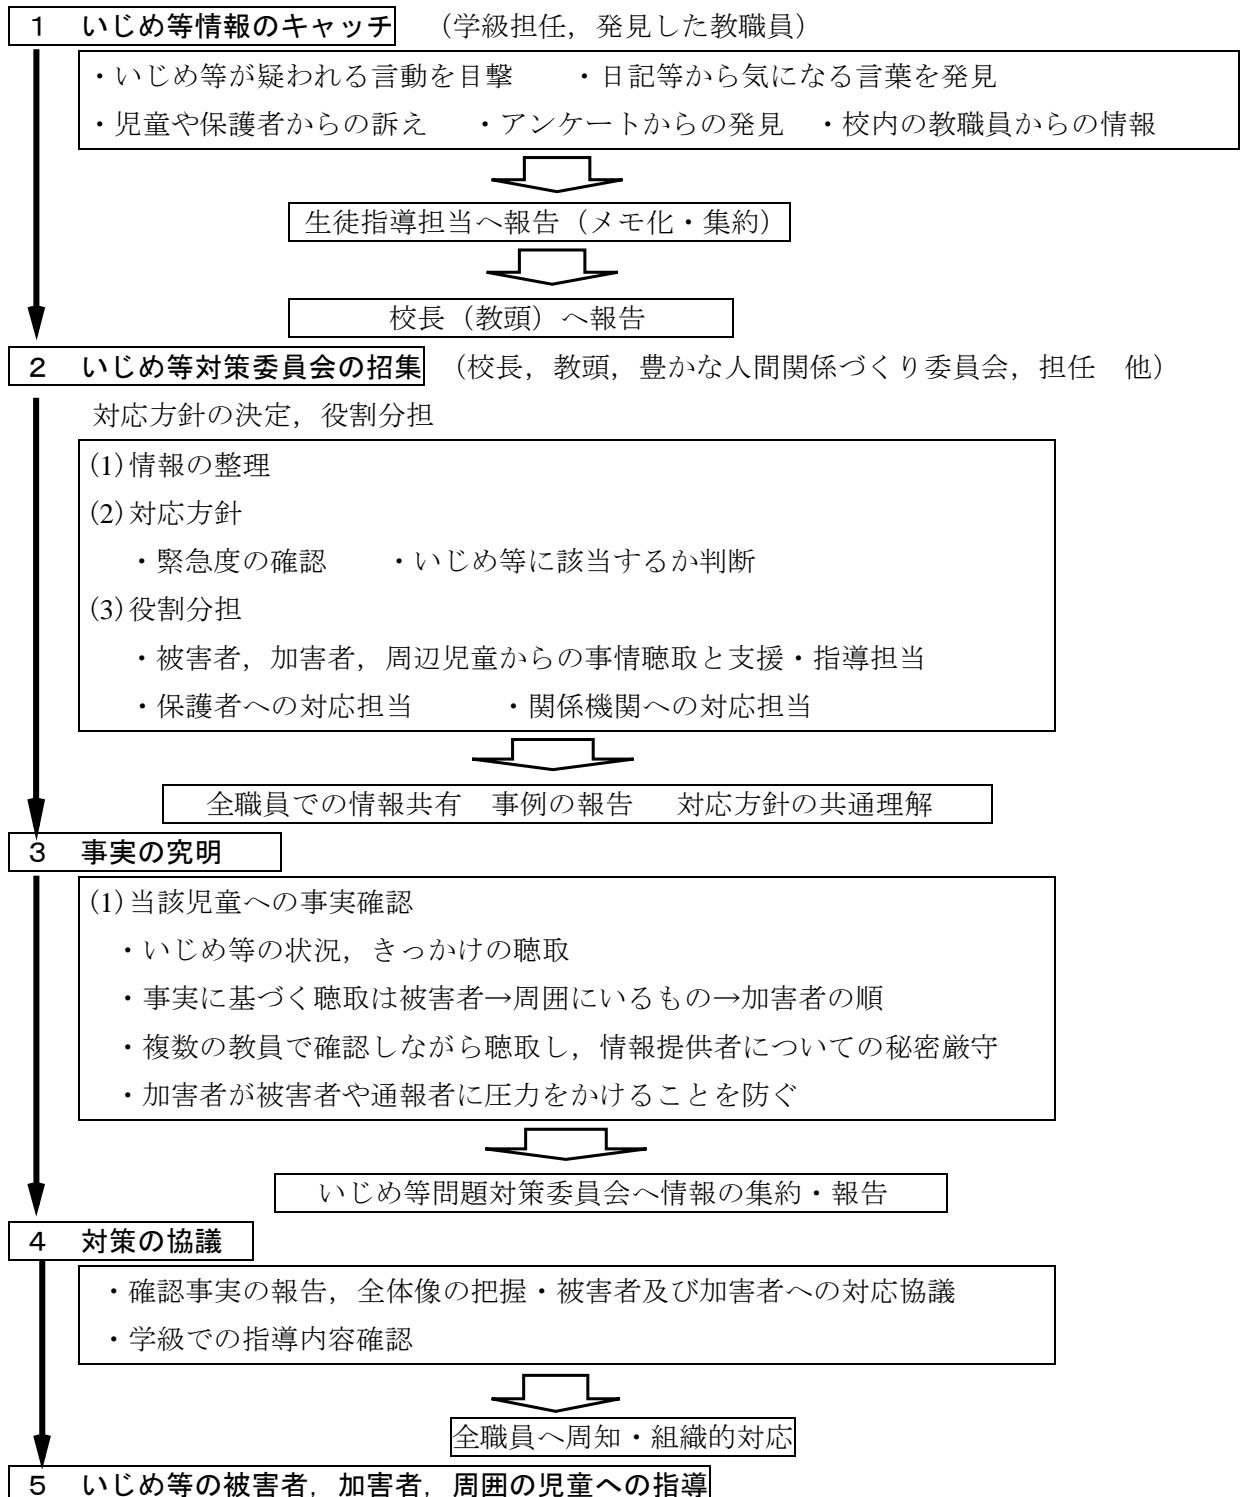 １　いじめ等情報のキャッチ　（学級担任，発見した教職員）
・いじめ等が疑われる言動を目撃　　・日記等から気になる言葉を発見
・児童や保護者からの訴え　・アンケートからの発見　・校内の教職員からの情報
生徒指導担当へ報告（メモ化・集約）
校長（教頭）へ報告
２　いじめ等対策委員会の招集　（校長，教頭，豊かな人間関係づくり委員会，担任　他）
対応方針の決定，役割分担
(1)情報の整理
(2)対応方針
・緊急度の確認　　・いじめ等に該当するか判断
(3)役割分担
・被害者，加害者，周辺児童からの事情聴取と支援・指導担当
・保護者への対応担当　　　・関係機関への対応担当
全職員での情報共有　事例の報告　対応方針の共通理解
３　事実の究明
(1)当該児童への事実確認
・いじめ等の状況，きっかけの聴取
・事実に基づく聴取は被害者→周囲にいるもの→加害者の順
・複数の教員で確認しながら聴取し，情報提供者についての秘密厳守
・加害者が被害者や通報者に圧力をかけることを防ぐ
いじめ等問題対策委員会へ情報の集約・報告
４　対策の協議
・確認事実の報告，全体像の把握・被害者及び加害者への対応協議
・学級での指導内容確認
全職員へ周知・組織的対応
５　いじめ等の被害者，加害者，周囲の児童への指導